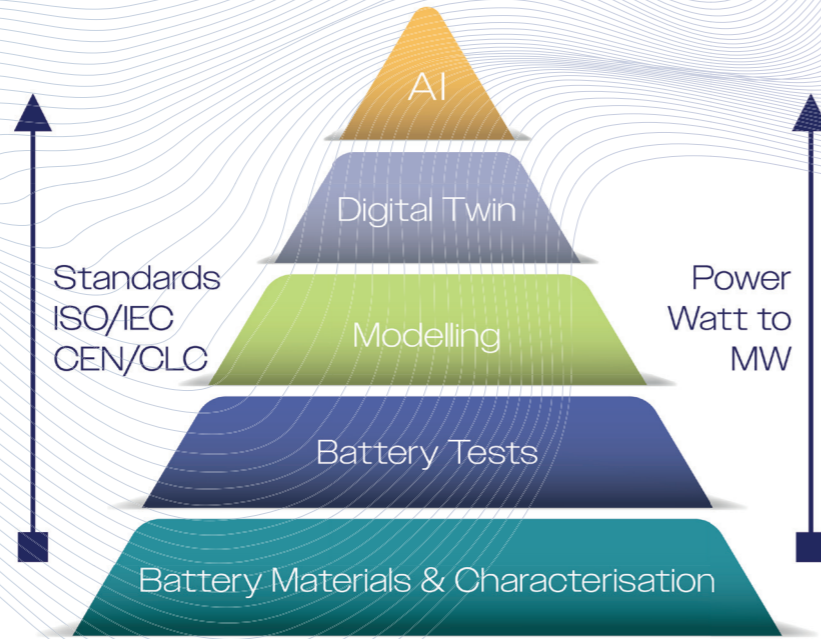 AI
Digital Twin
Standards
ISO/IEC
CEN/CLC
Power
Watt to
MW
Modelling
Battery Tests
Battery Materials & Characterisation